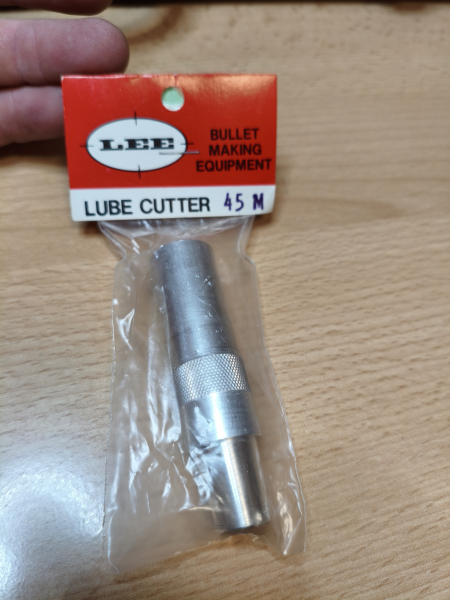 LEE
BULLET
MAKING
EQUIPMENT
LUBE CUTTER 45 M